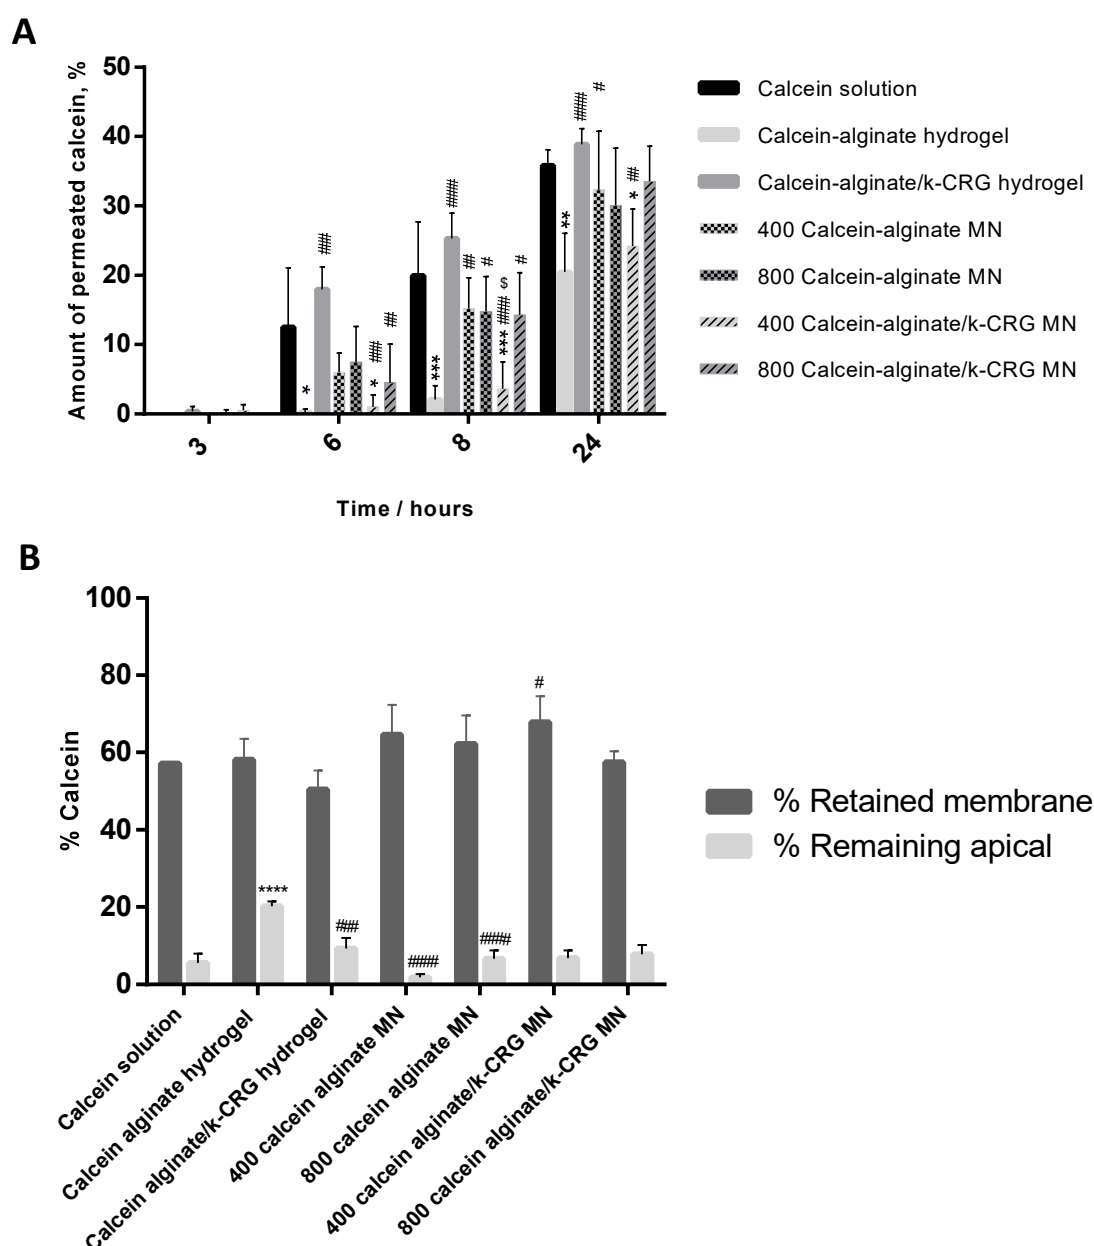 A
Amount of permeated calcein, %
50
40
30
20
10
0
*
###
*
###
##
***
####
##
#
***
####
$
#
**
####
#
*
##
3
6
8
24
Time / hours
Calcein solution
Calcein-alginate hydrogel
Calcein-alginate/k-CRG hydrogel
400 Calcein-alginate MN
800 Calcein-alginate MN
400 Calcein-alginate/k-CRG MN
800 Calcein-alginate/k-CRG MN
B
% Calcein
100
80
60
40
20
0
****
###
####
####
#
Calcein solution
Calcein alginate hydrogel
Calcein alginate/k-CRG hydrogel
400 calcein alginate MN
800 calcein alginate MN
400 calcein alginate/k-CRG MN
800 calcein alginate/k-CRG MN
% Retained membrane
% Remaining apical